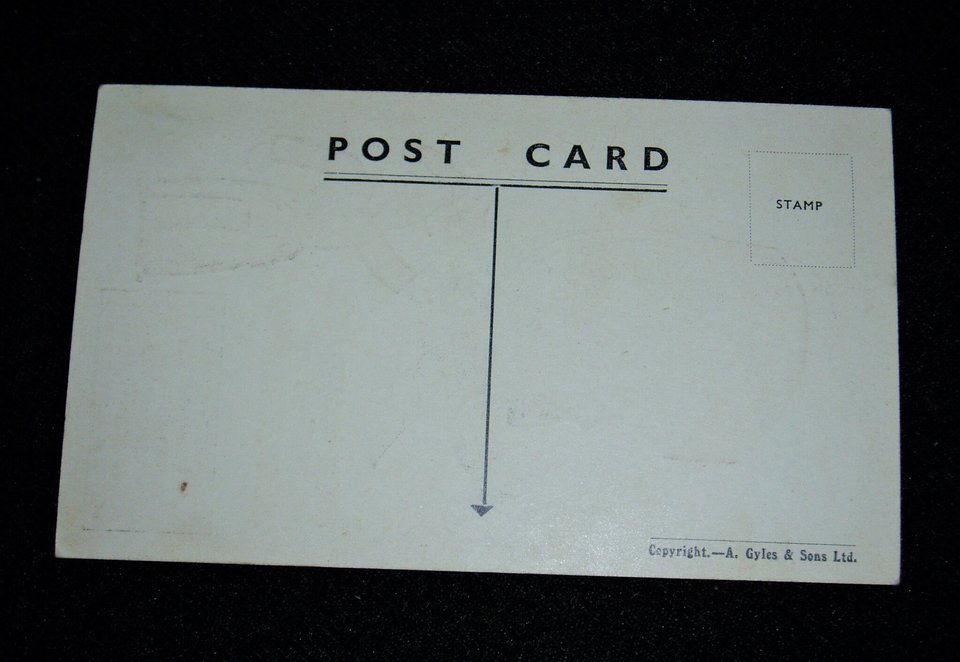 POST CARD
STAMP
Copyright.—A. Gyles & Sons Ltd.